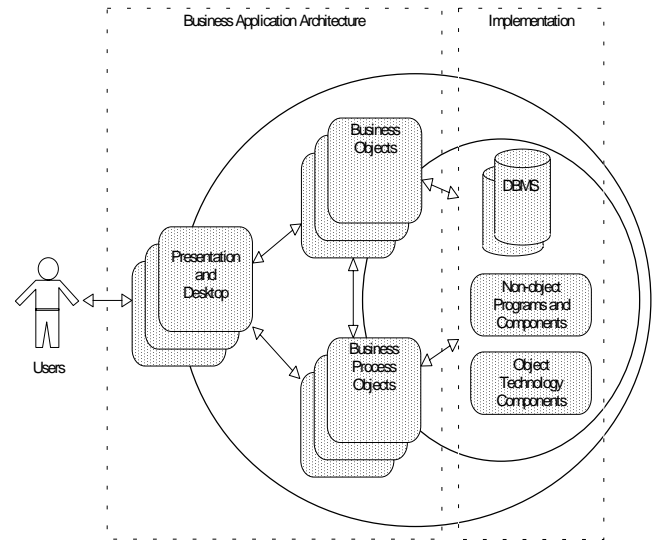 Business Application Architecture
Implementation
Business
Objects
DBMS
Presentation
and
Desktop
Non-object
Programs and
Components
Users
Business
Process
Objects
Object
Technology
Components